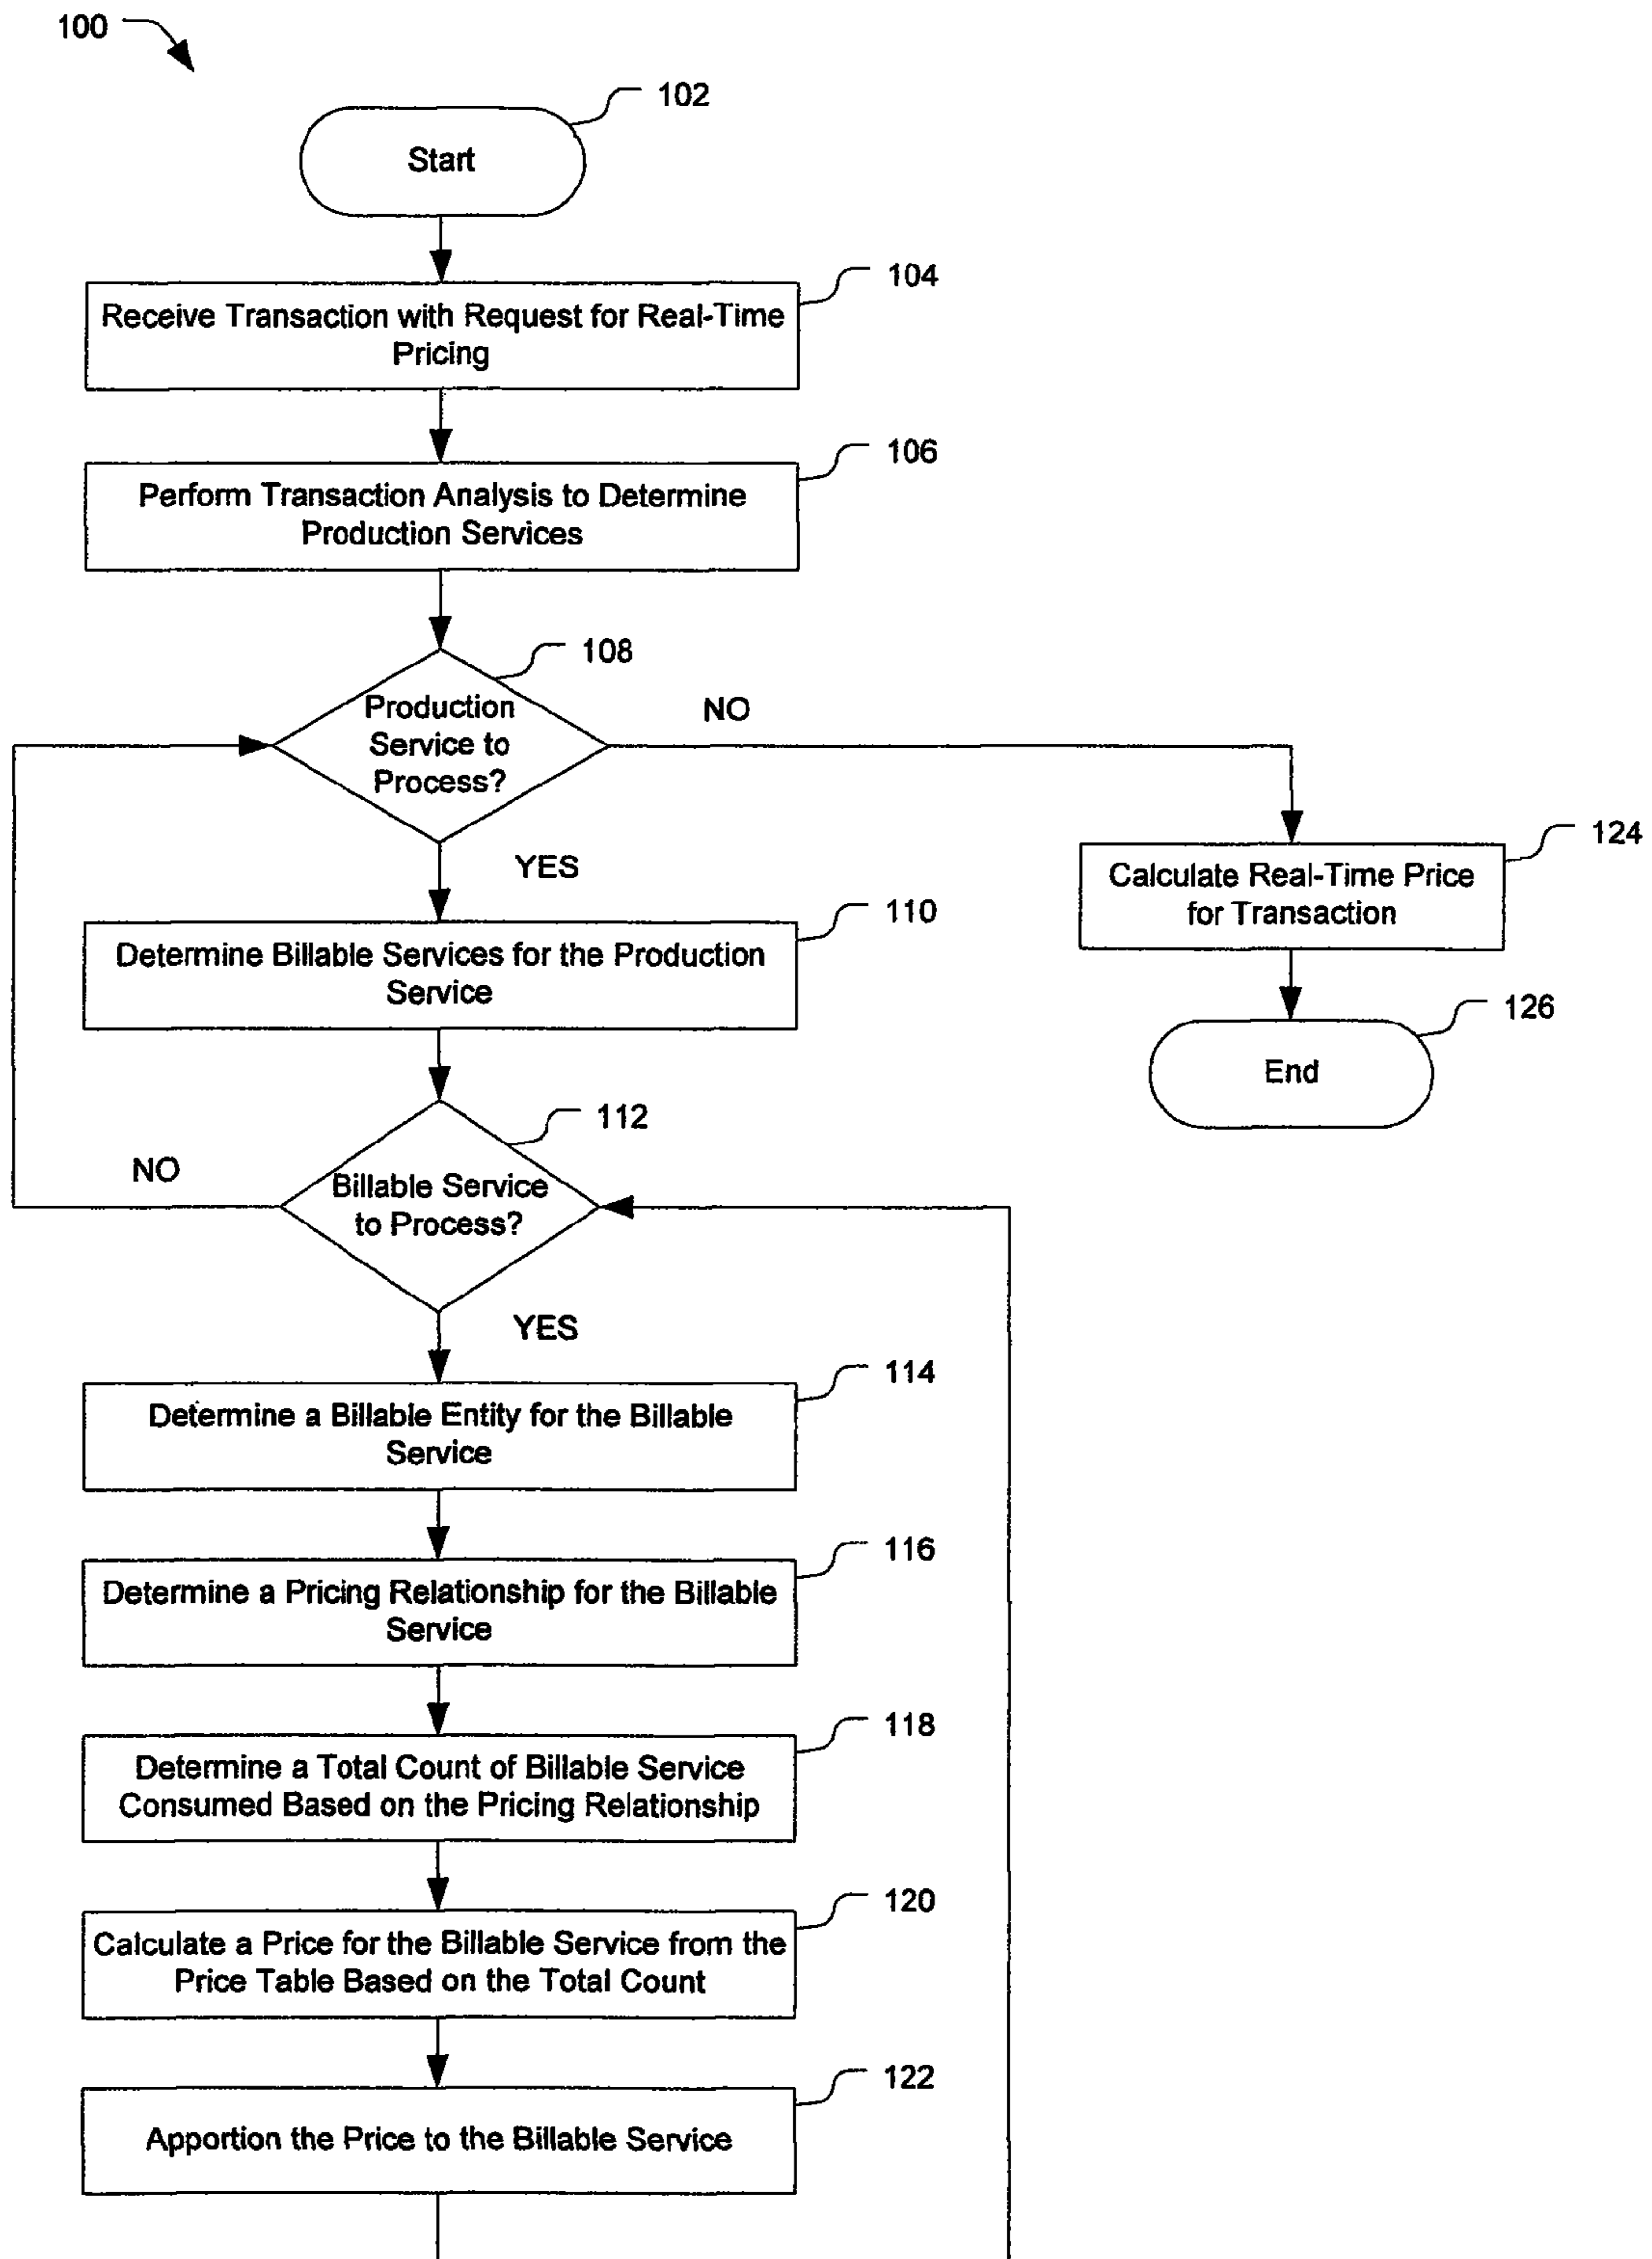 100
102
Start
104
Receive Transaction with Request for Real-Time
Pricing
106
Perform Transaction Analysis to Determine
Production Services
108
Production
Service to
Process?
NO
YES
124
Calculate Real-Time Price
for Transaction
110
Determine Billable Services for the Production
Service
126
End
112
Billable Service
to Process?
NO
YES
114
Determine a Billable Entity for the Billable
Service
116
Determine a Pricing Relationship for the Billable
Service
118
Determine a Total Count of Billable Service
Consumed Based on the Pricing Relationship
120
Calculate a Price for the Billable Service from the
Price Table Based on the Total Count
122
Apportion the Price to the Billable Service